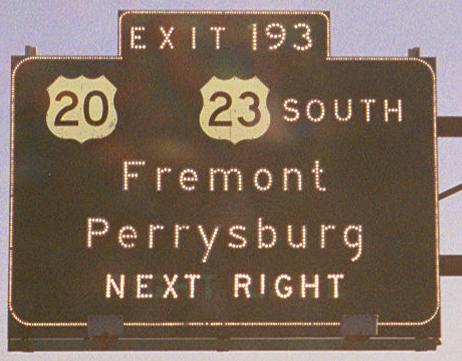 EXIT 193
20 23 SOUTH
Fremont
Perrysburg
NEXT RIGHT